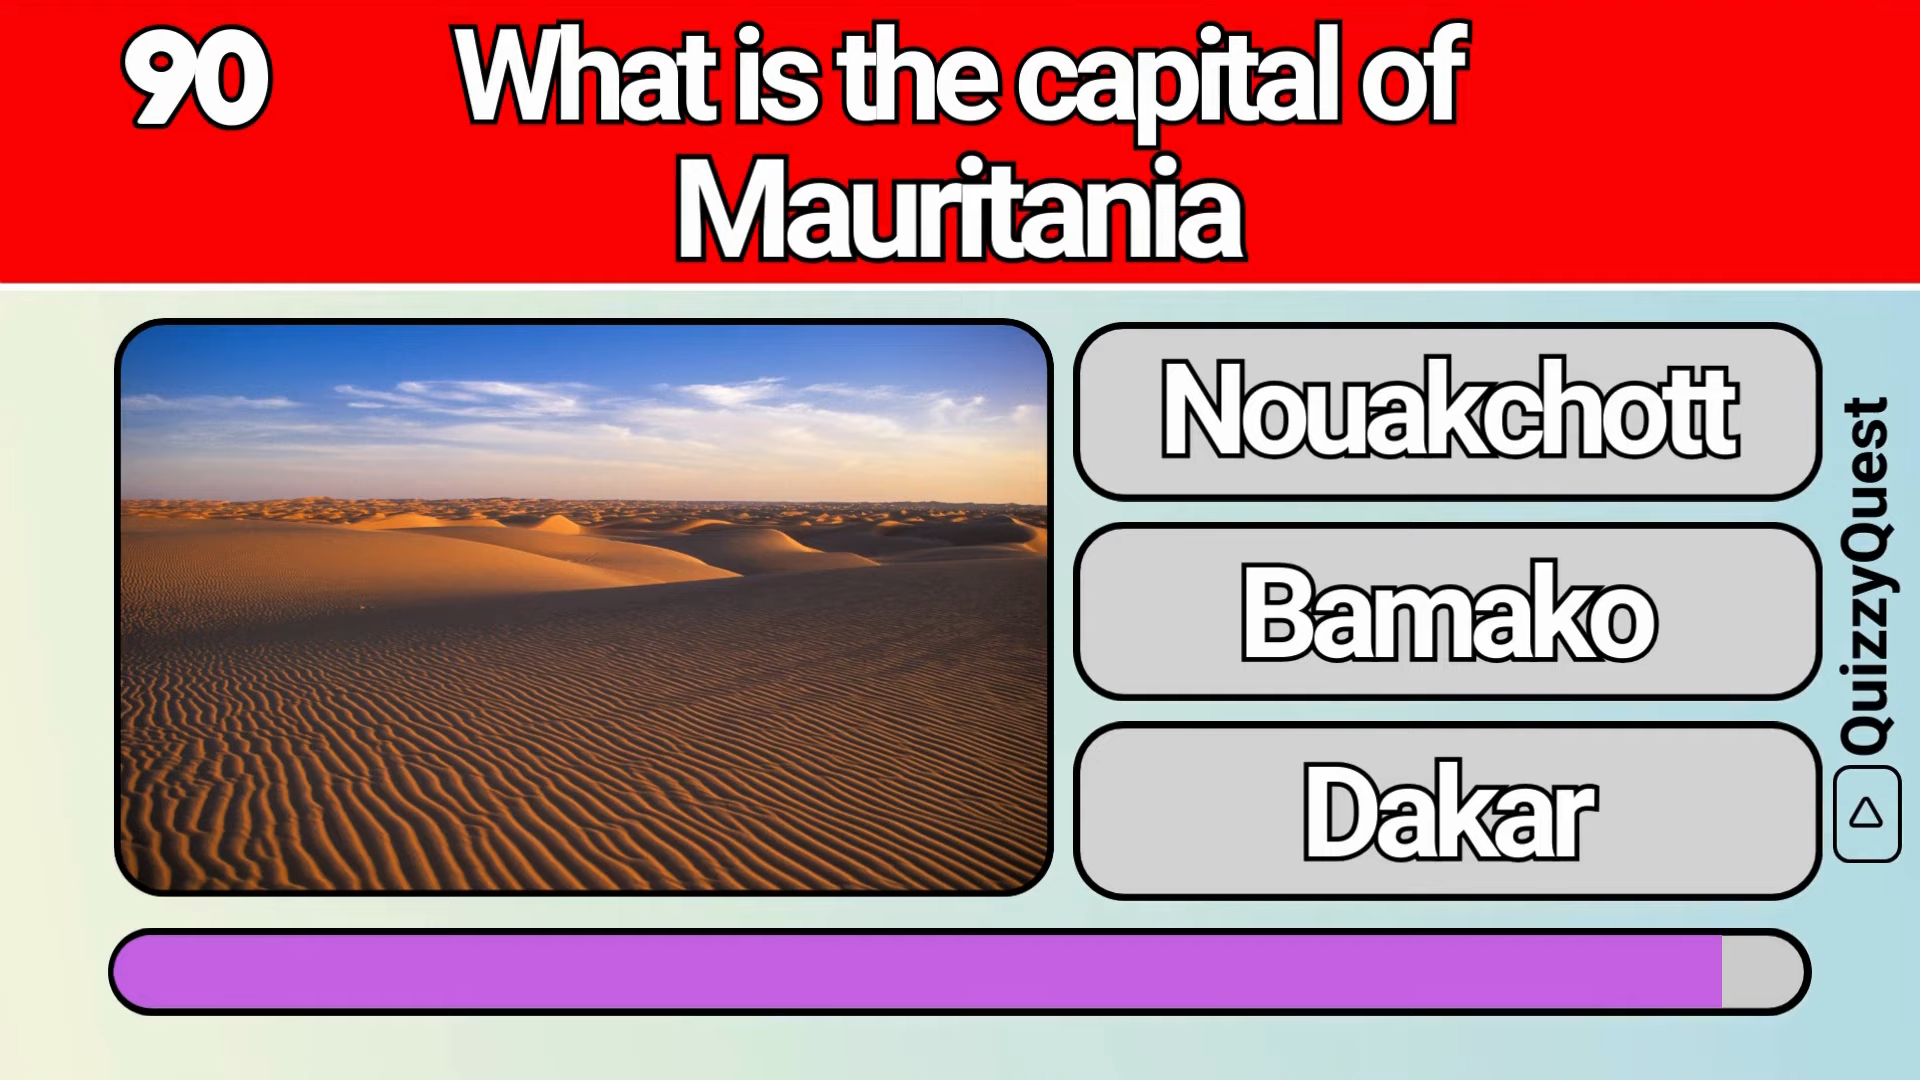 90
What is the capital of
Mauritania
Nouakchott
Bamako
Dakar
QuizzyQuest